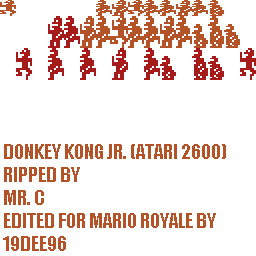 DONKEY KONG JR. (ATARI 2600)
RIPPED BY
MR. C
EDITED FOR MARIO ROYALE BY
19DEE96